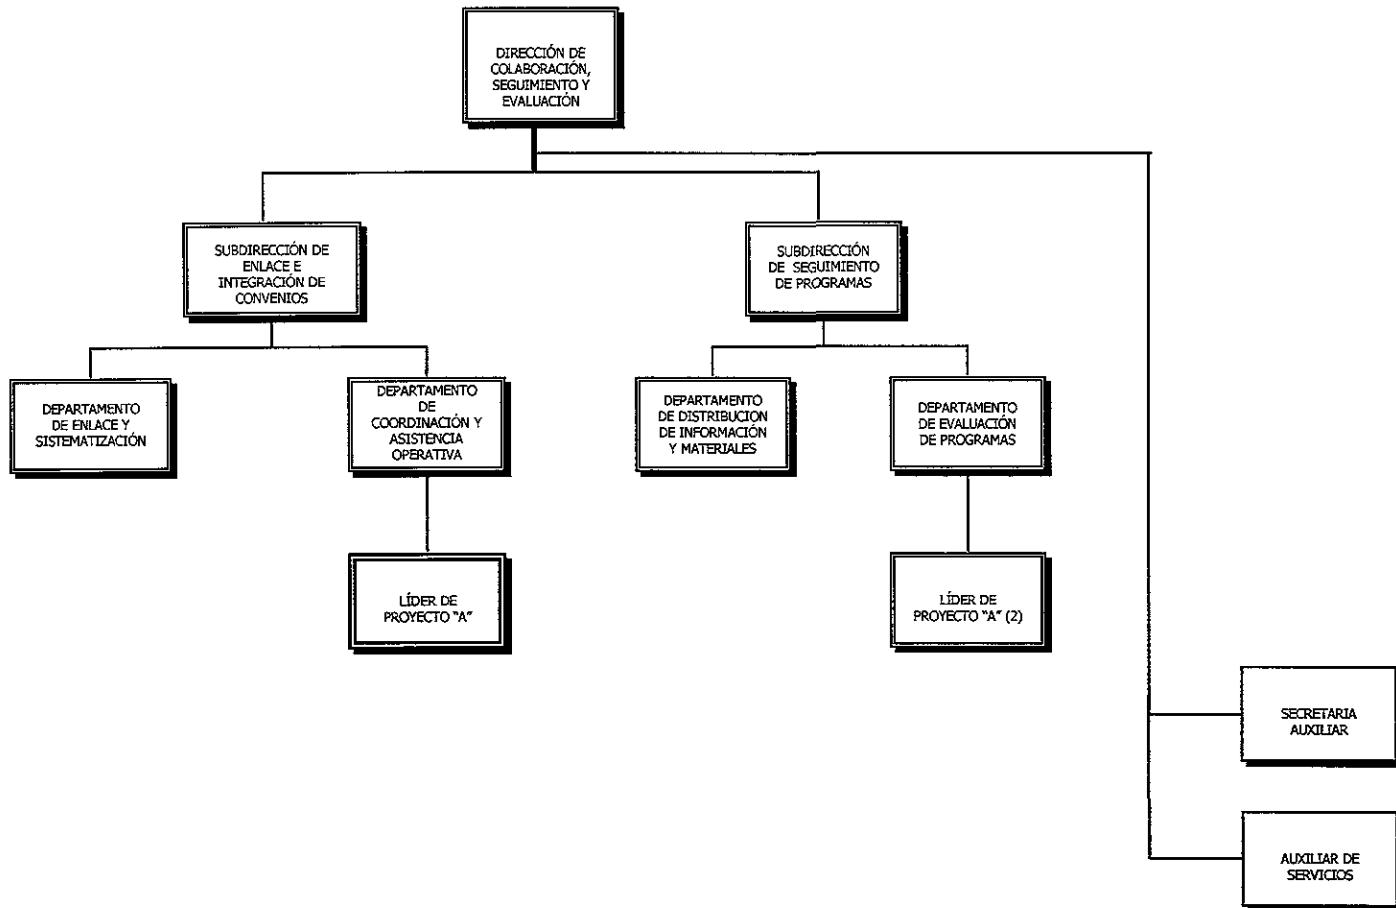 DIRECCIÓN DE
COLABORACIÓN,
SEGUIMIENTO Y
EVALUACIÓN
SUBDIRECCIÓN DE
ENLACE E
INTEGRACIÓN DE
CONVENIOS
SUBDIRECCIÓN
DE SEGUIMIENTO
DE PROGRAMAS
DEPARTAMENTO
DE ENLACE Y
SISTEMATIZACIÓN
DEPARTAMENTO
DE
COORDINACIÓN Y
ASISTENCIA
OPERATIVA
DEPARTAMENTO
DE DISTRIBUCION
DE INFORMACIÓN
Y MATERIALES
DEPARTAMENTO
DE EVALUACIÓN
DE PROGRAMAS
LÍDER DE
PROYECTO "A"
LÍDER DE
PROYECTO "A" (2)
SECRETARIA
AUXILIAR
AUXILIAR DE
SERVICIOS